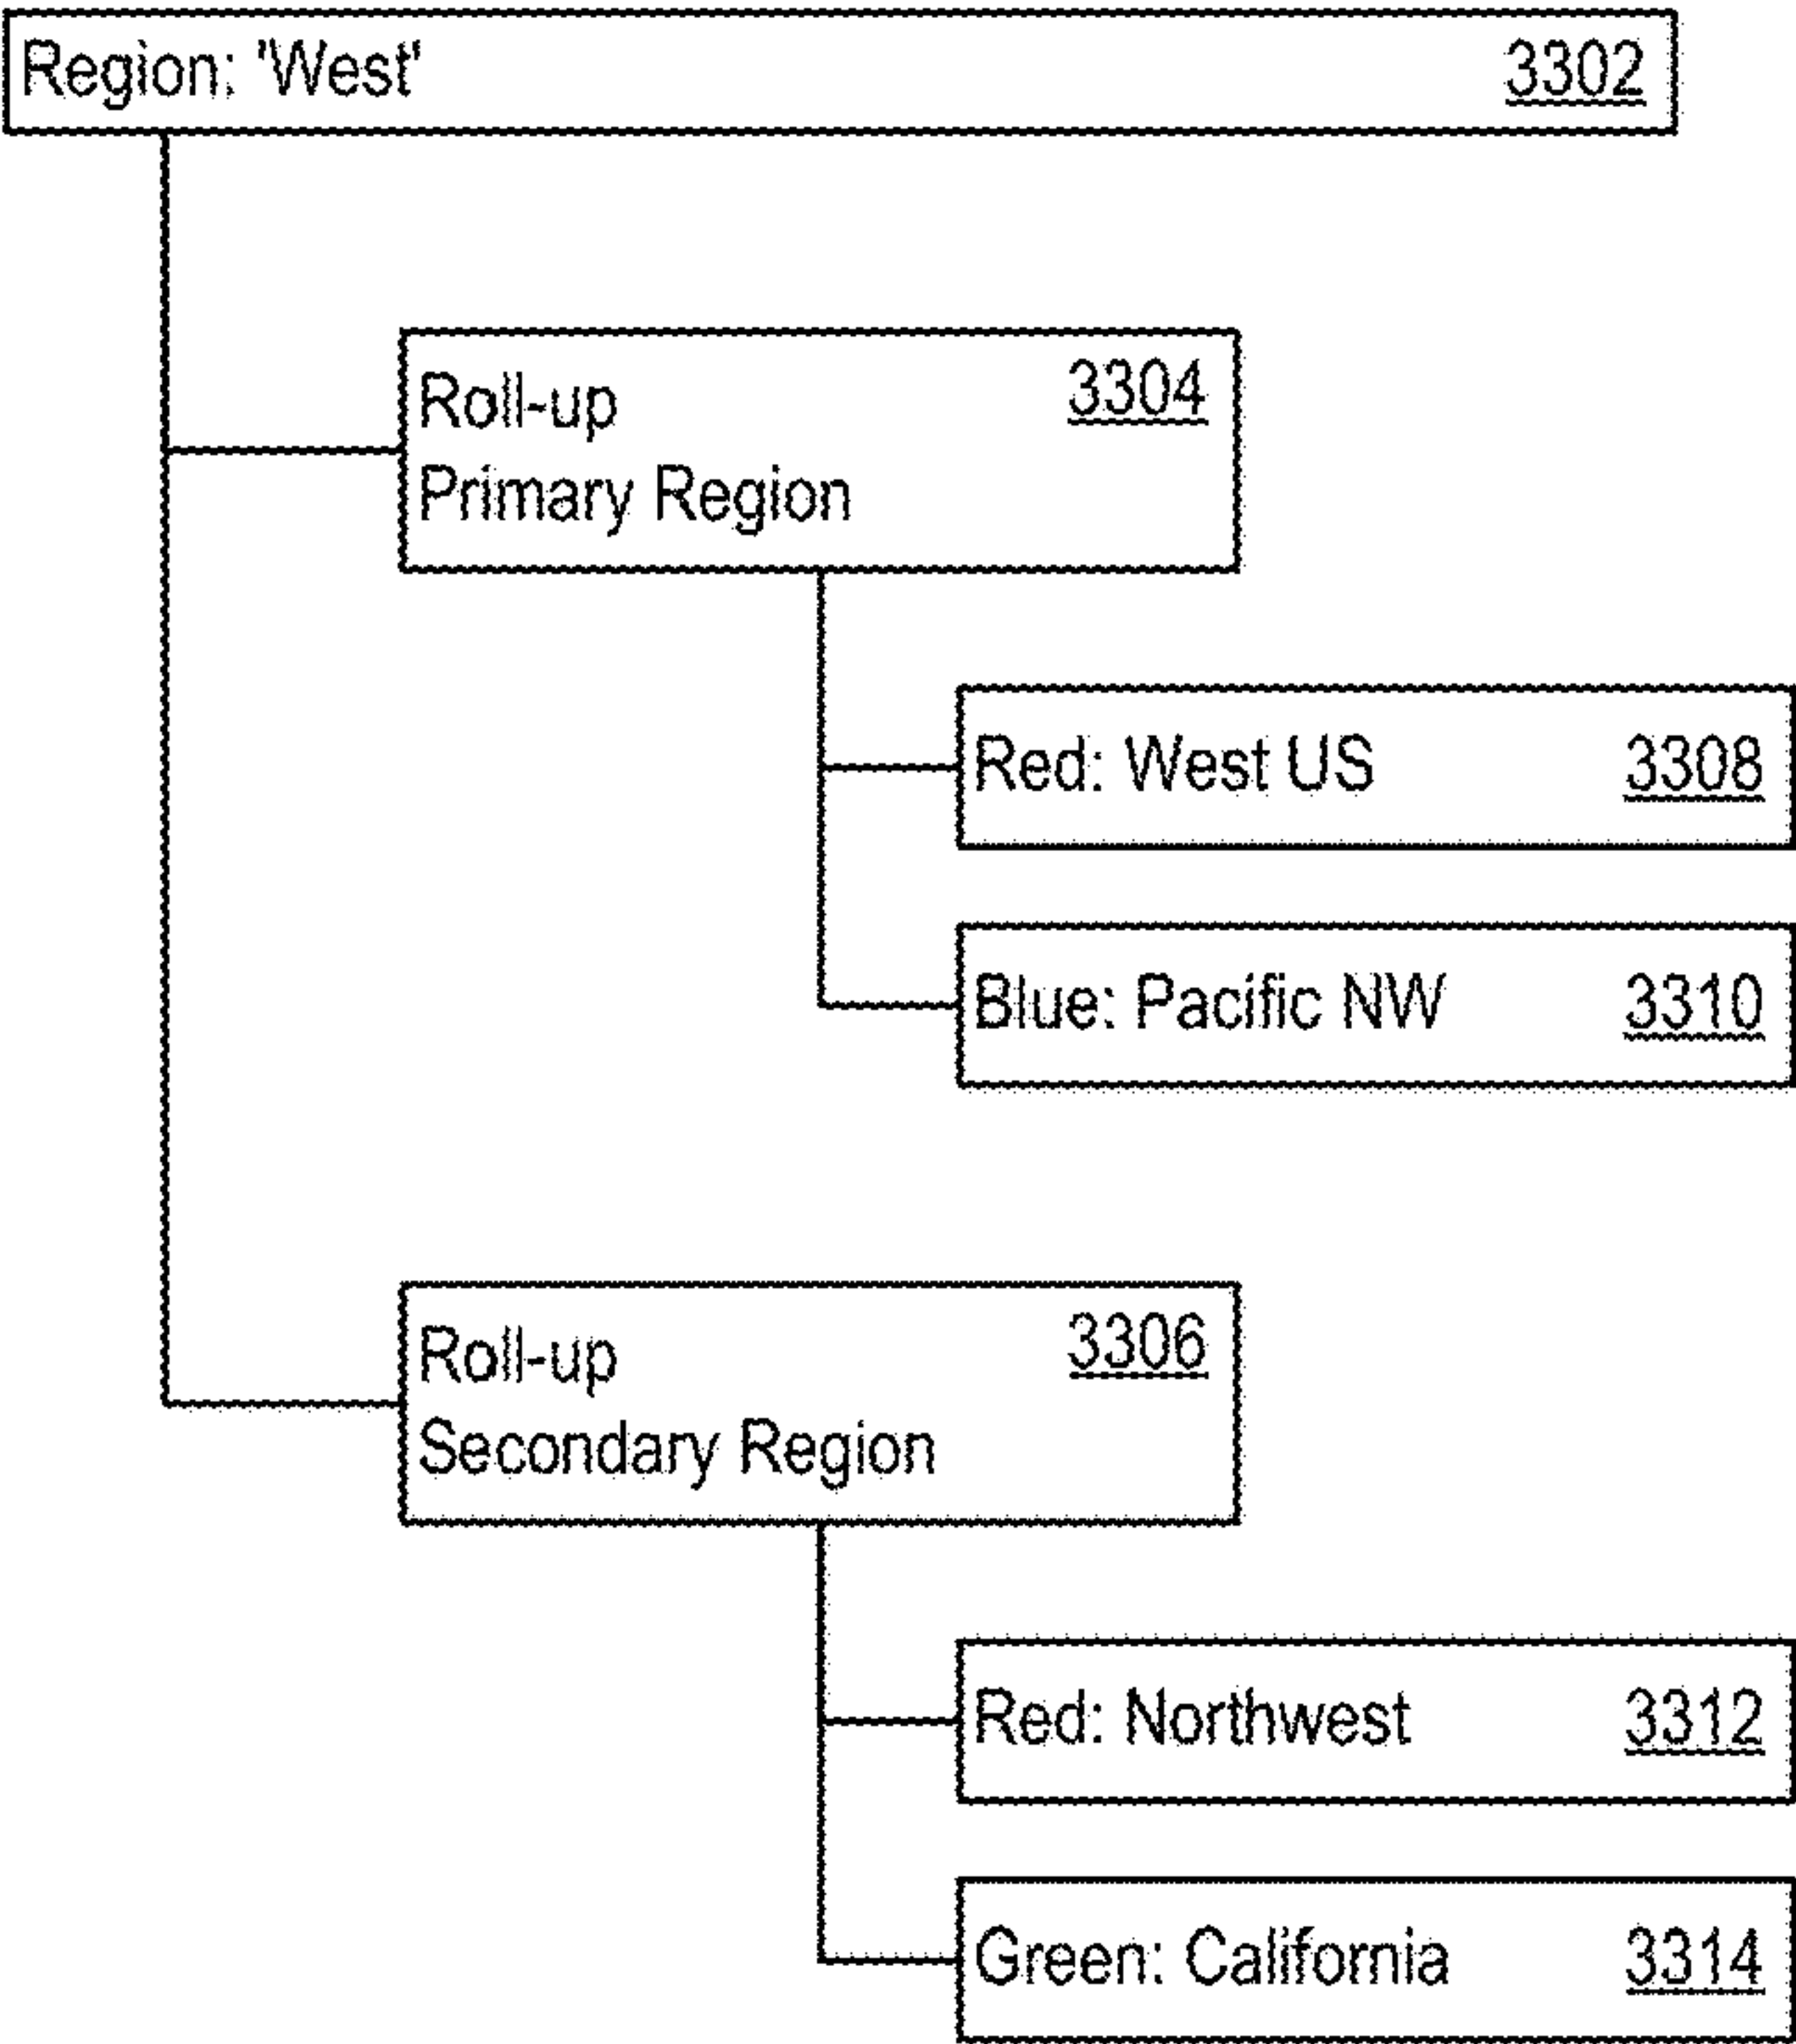 Region: 'West' 3302
Roll-up 3304
Primary Region
Red: West US 3308
Blue: Pacific NW 3310
Roll-up 3306
Secondary Region
Red: Northwest 3312
Green: California 3314